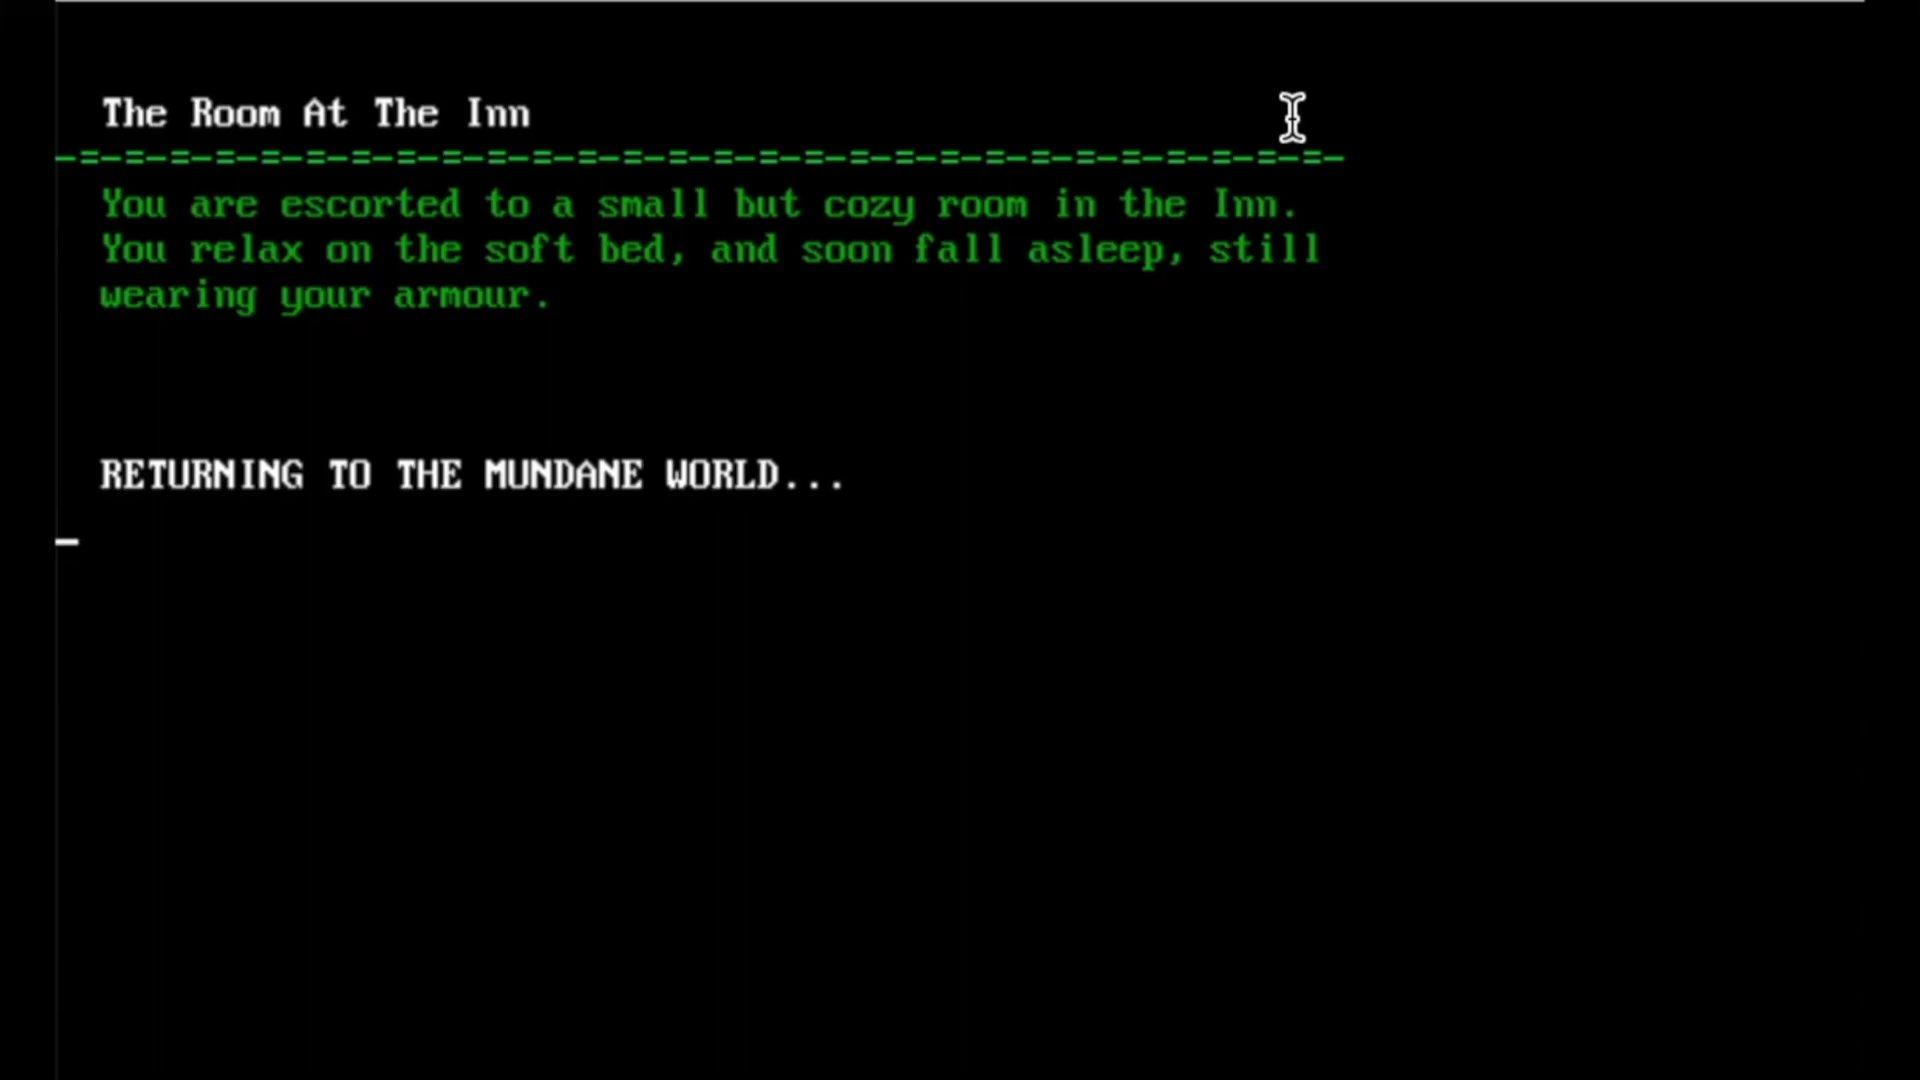 The Room At The Inn
-=-=-=-=-=-=-=-=-=-=-=-=-=-=-=-=-=-=-=-=-=-=-=-=-=-=-=-=-
You are escorted to a small but cozy room in the Inn.
You relax on the soft bed, and soon fall asleep, still
wearing your armour.
RETURNING TO THE MUNDANE WORLD...